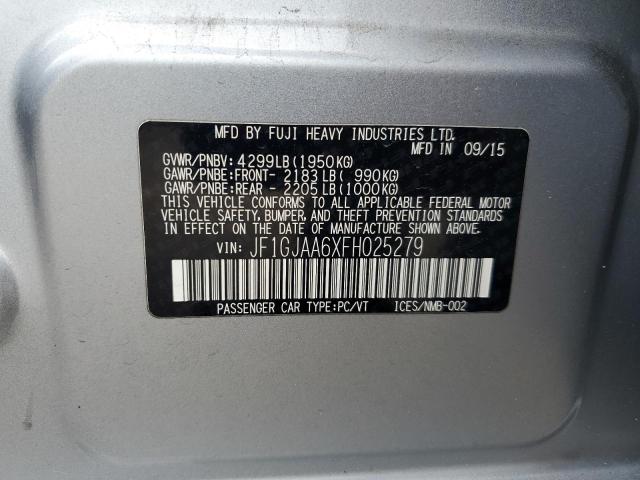 MFD BY FUJI HEAVY INDUSTRIES LTD.
MFD IN 09/15
GVWR/PNBV: 4299LB(1950KG)
GAWR/PNBE:FRONT- 2183LB( 990KG)
GAWR/PNBE:REAR - 2205LB(1000KG)
THIS VEHICLE CONFORMS TO ALL APPLICABLE FEDERAL MOTOR
VEHICLE SAFETY, BUMPER, AND THEFT PREVENTION STANDARDS
IN EFFECT ON THE DATE OF MANUFACTURE SHOWN ABOVE.
VIN: JF1GJAA6XFH025279
PASSENGER CAR TYPE:PC/VT ICES/NMB-002